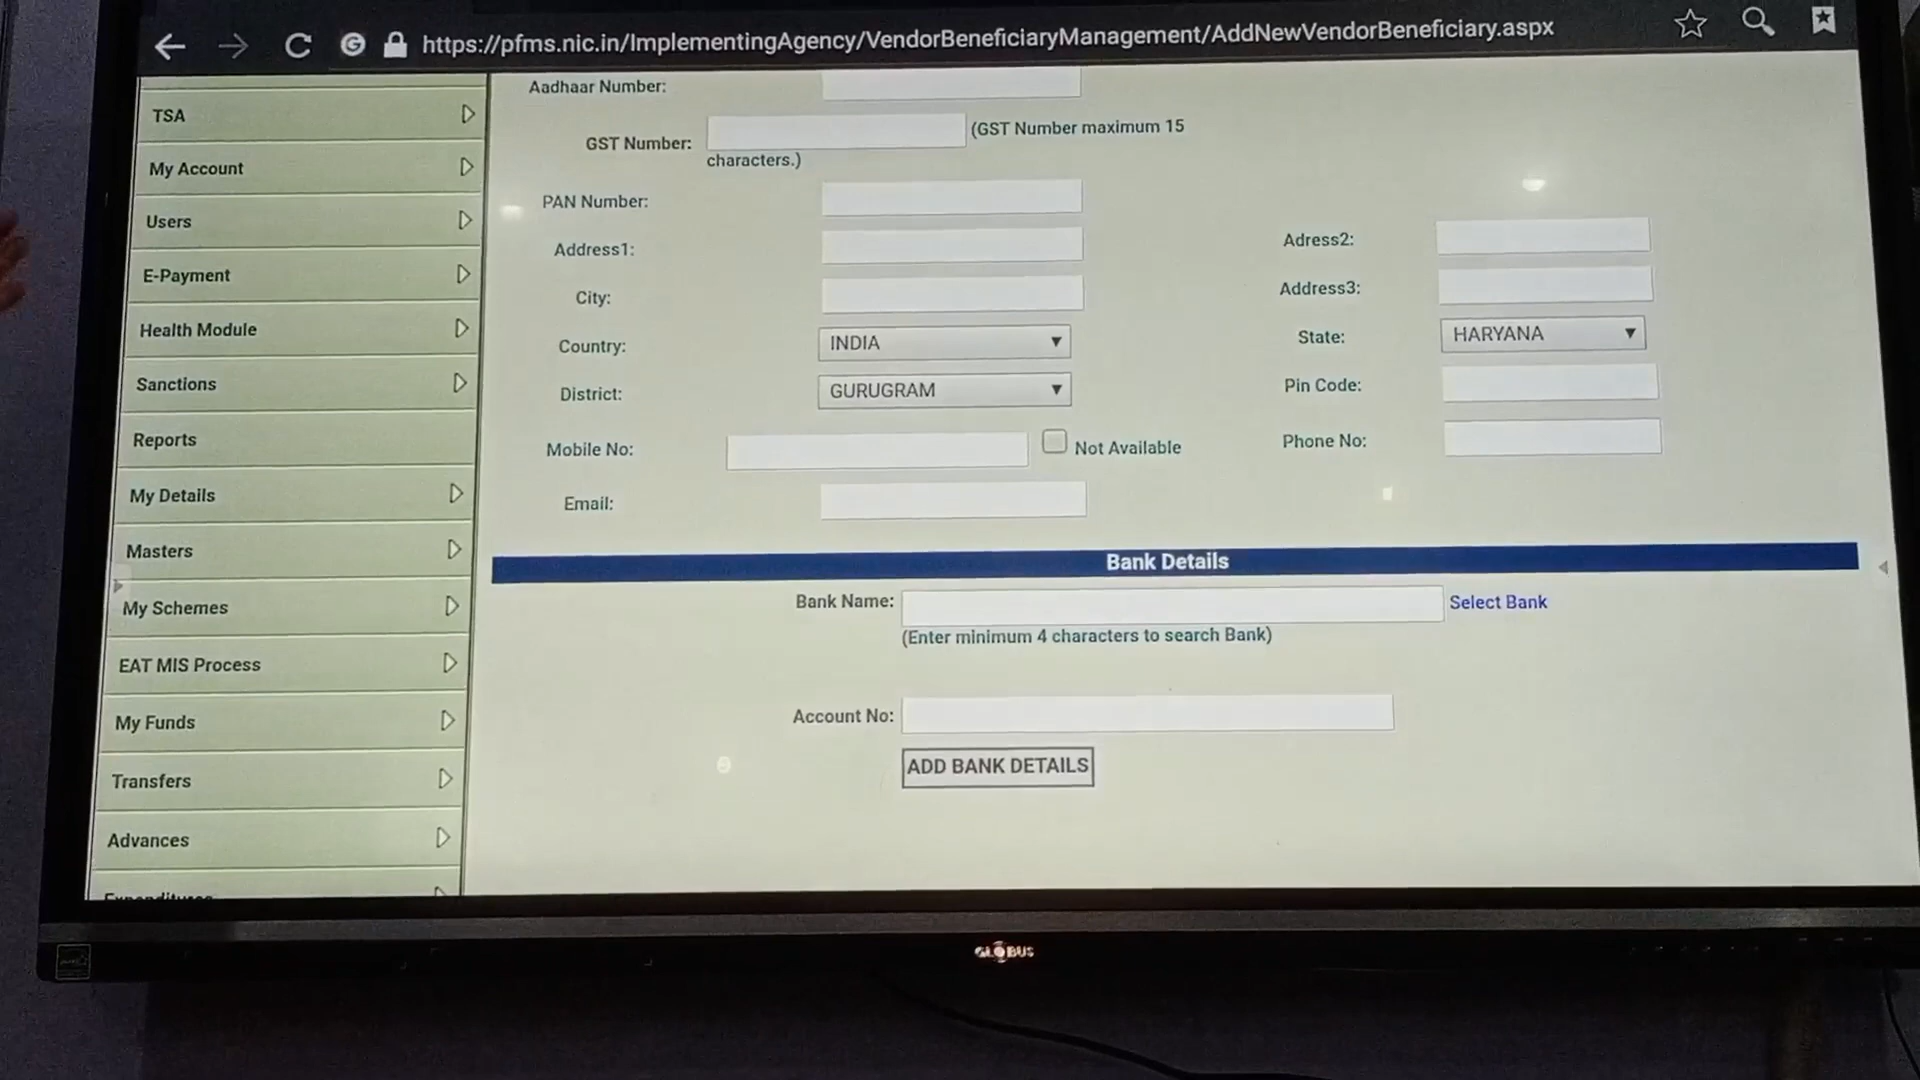 https://pfms.nic.in/ImplementingAgency/VendorBeneficiaryManagement/AddNewVendorBeneficiary.aspx
TSA
My Account
Users
E-Payment
Health Module
Sanctions
Reports
My Details
Masters
My Schemes
EAT MIS Process
My Funds
Transfers
Advances
Expenditures
Aadhaar Number:
GST Number: (GST Number maximum 15
characters.)
PAN Number:
Address1: Adress2:
City: Address3:
Country: INDIA State: HARYANA
District: GURUGRAM Pin Code:
Mobile No: Not Available Phone No:
Email:
Bank Details
Bank Name: Select Bank
(Enter minimum 4 characters to search Bank)
Account No:
ADD BANK DETAILS
GLOBUS